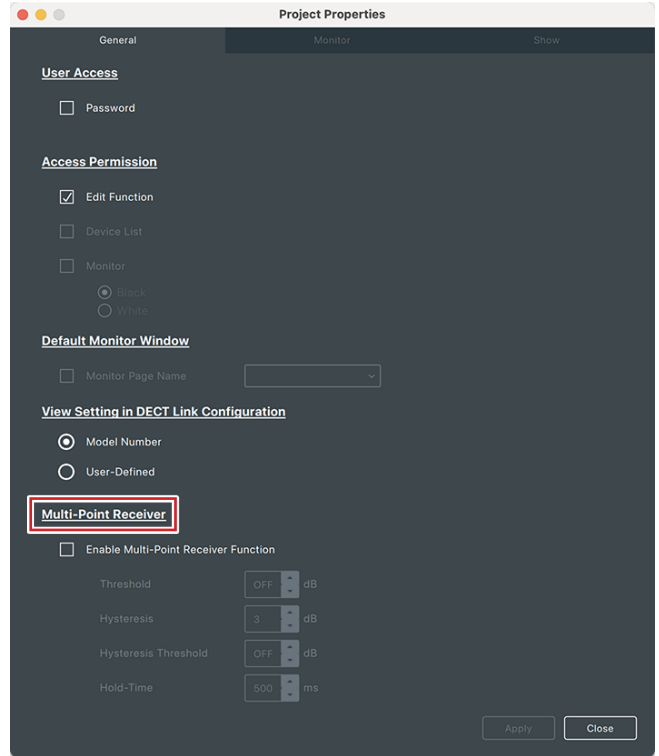 Project Properties
General Monitor Show
User Access
Password
Access Permission
Edit Function
Device List
Monitor
Black
White
Default Monitor Window
Monitor Page Name
View Setting in DECT Link Configuration
Model Number
User-Defined
Multi-Point Receiver
Enable Multi-Point Receiver Function
Threshold OFF dB
Hysteresis 3 dB
Hysteresis Threshold OFF dB
Hold-Time 500 ms
Apply Close